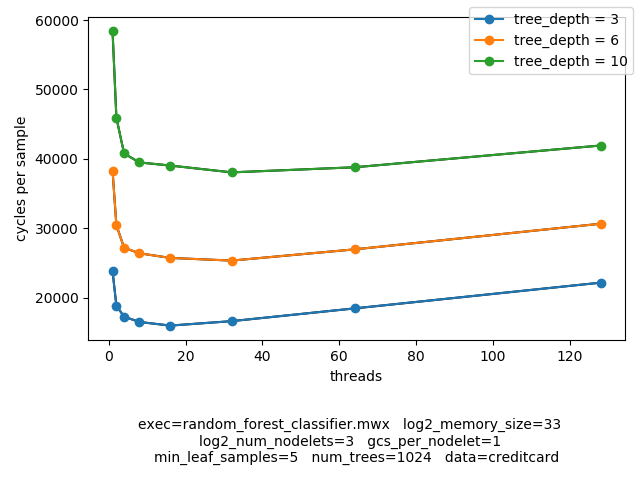 tree_depth = 3
tree_depth = 6
tree_depth = 10
60000
50000
40000
30000
20000
cycles per sample
0 20 40 60 80 100 120
threads
exec=random_forest_classifier.mwx log2_memory_size=33
log2_num_nodelets=3 gcs_per_nodelet=1
min_leaf_samples=5 num_trees=1024 data=creditcard